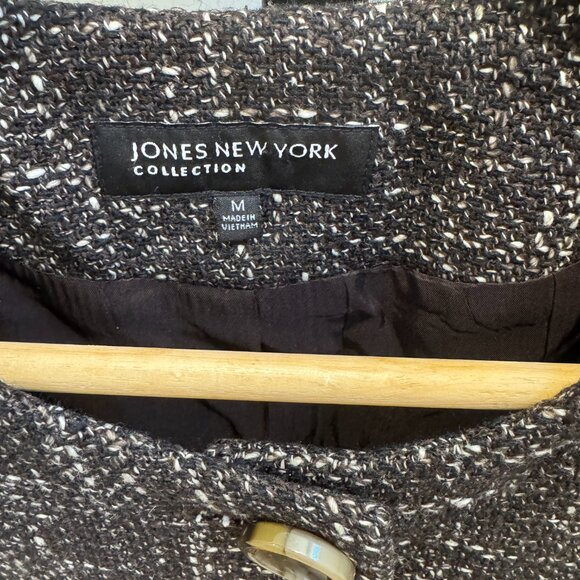 JONES NEW YORK
COLLECTION
M
MADE IN
VIETNAM